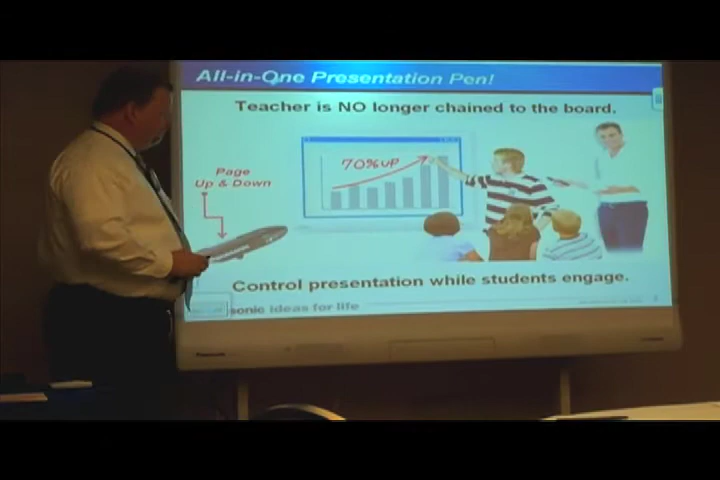 All-in-One Presentation Pen!
Teacher is NO longer chained to the board.
70% UP
Page
Up & Down
Control presentation while students engage.
sonic ideas for life